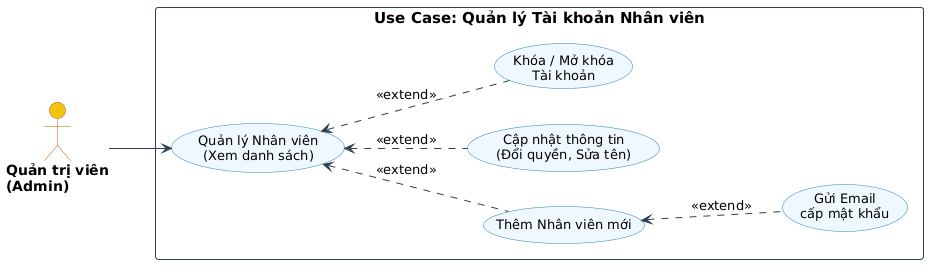 Use Case: Quản lý Tài khoản Nhân viên
Khóa / Mở khóa
Tài khoản
«extend»
Quản lý Nhân viên
(Xem danh sách)
«extend»
Cập nhật thông tin
(Đổi quyền, Sửa tên)
Quản trị viên
(Admin)
«extend»
Thêm Nhân viên mới
«extend»
Gửi Email
cấp mật khẩu